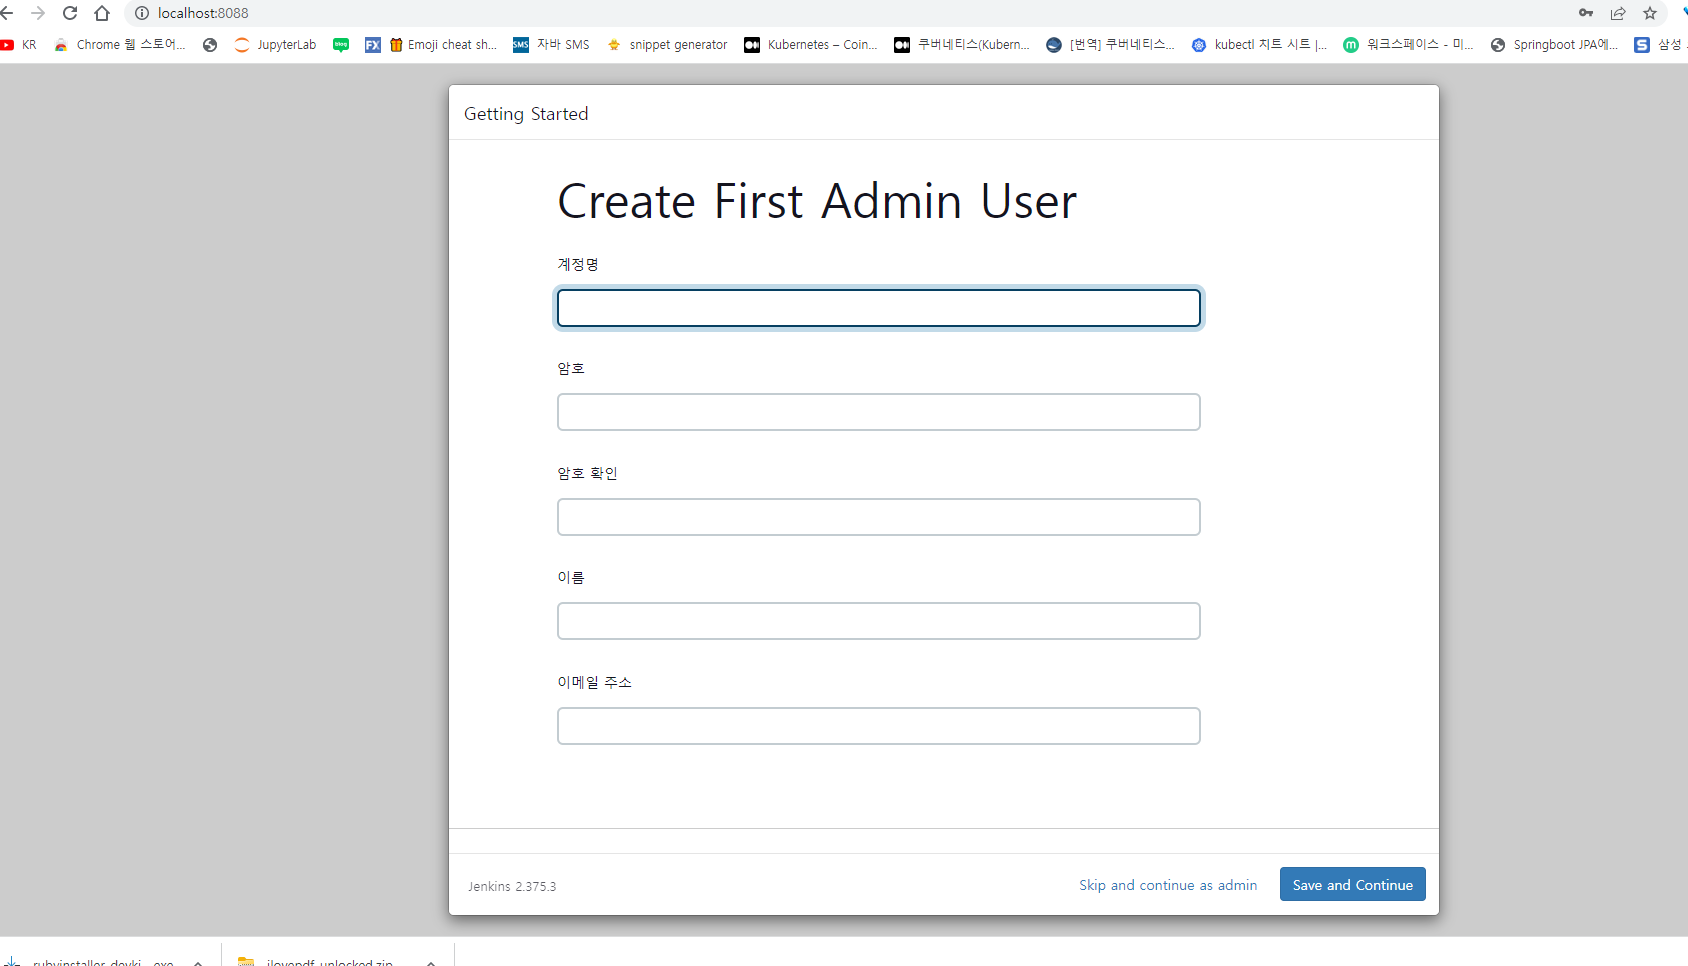 localhost:8088
KR Chrome 웹 스토어... JupyterLab blog FX Emoji cheat sh... SMS 자바 SMS snippet generator Kubernetes – Coin... 쿠버네티스(Kubern... [번역] 쿠버네티스... m kubectl 치트 시트 |... 워크스페이스 - 미... Springboot JPA에... S 삼성
Getting Started
Create First Admin User
계정명
암호
암호 확인
이름
이메일 주소
Jenkins 2.375.3 Skip and continue as admin Save and Continue
rubyinstaller-devki....exe ilovepdf_unlocked.zip